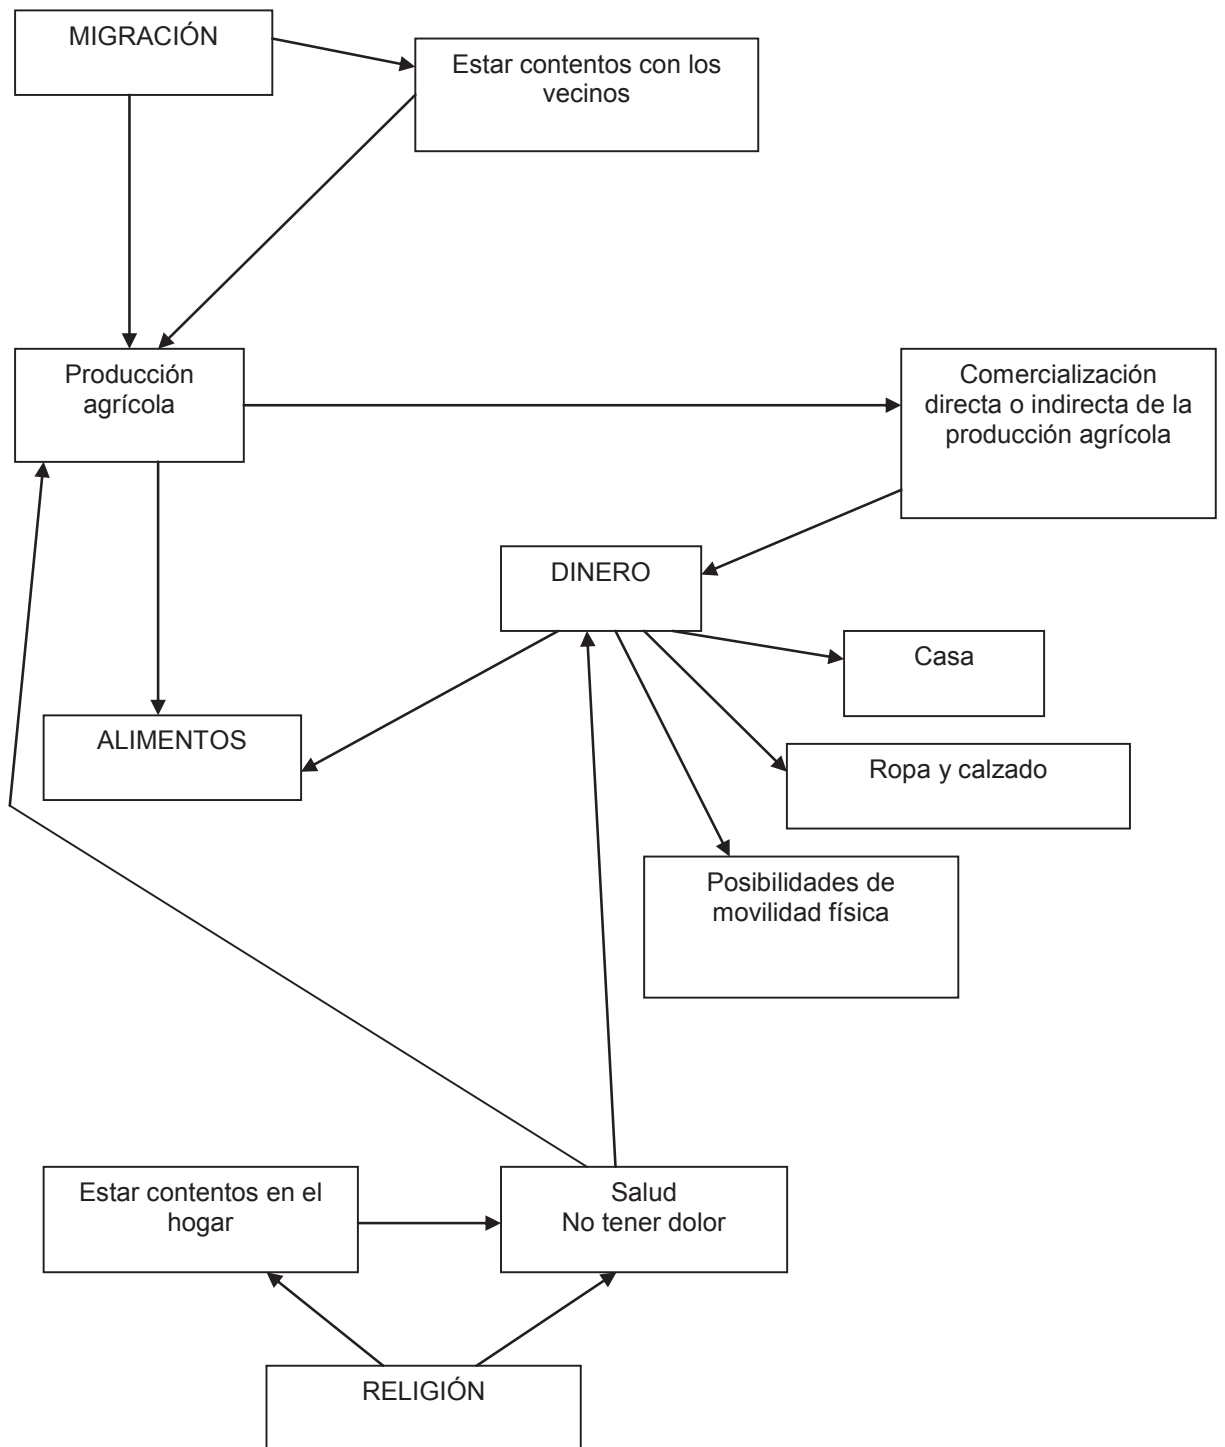 MIGRACIÓN
Estar contentos con los
vecinos
Producción
agrícola
Comercialización
directa o indirecta de la
producción agrícola
DINERO
Casa
ALIMENTOS
Ropa y calzado
Posibilidades de
movilidad física
Estar contentos en el
hogar
Salud
No tener dolor
RELIGIÓN